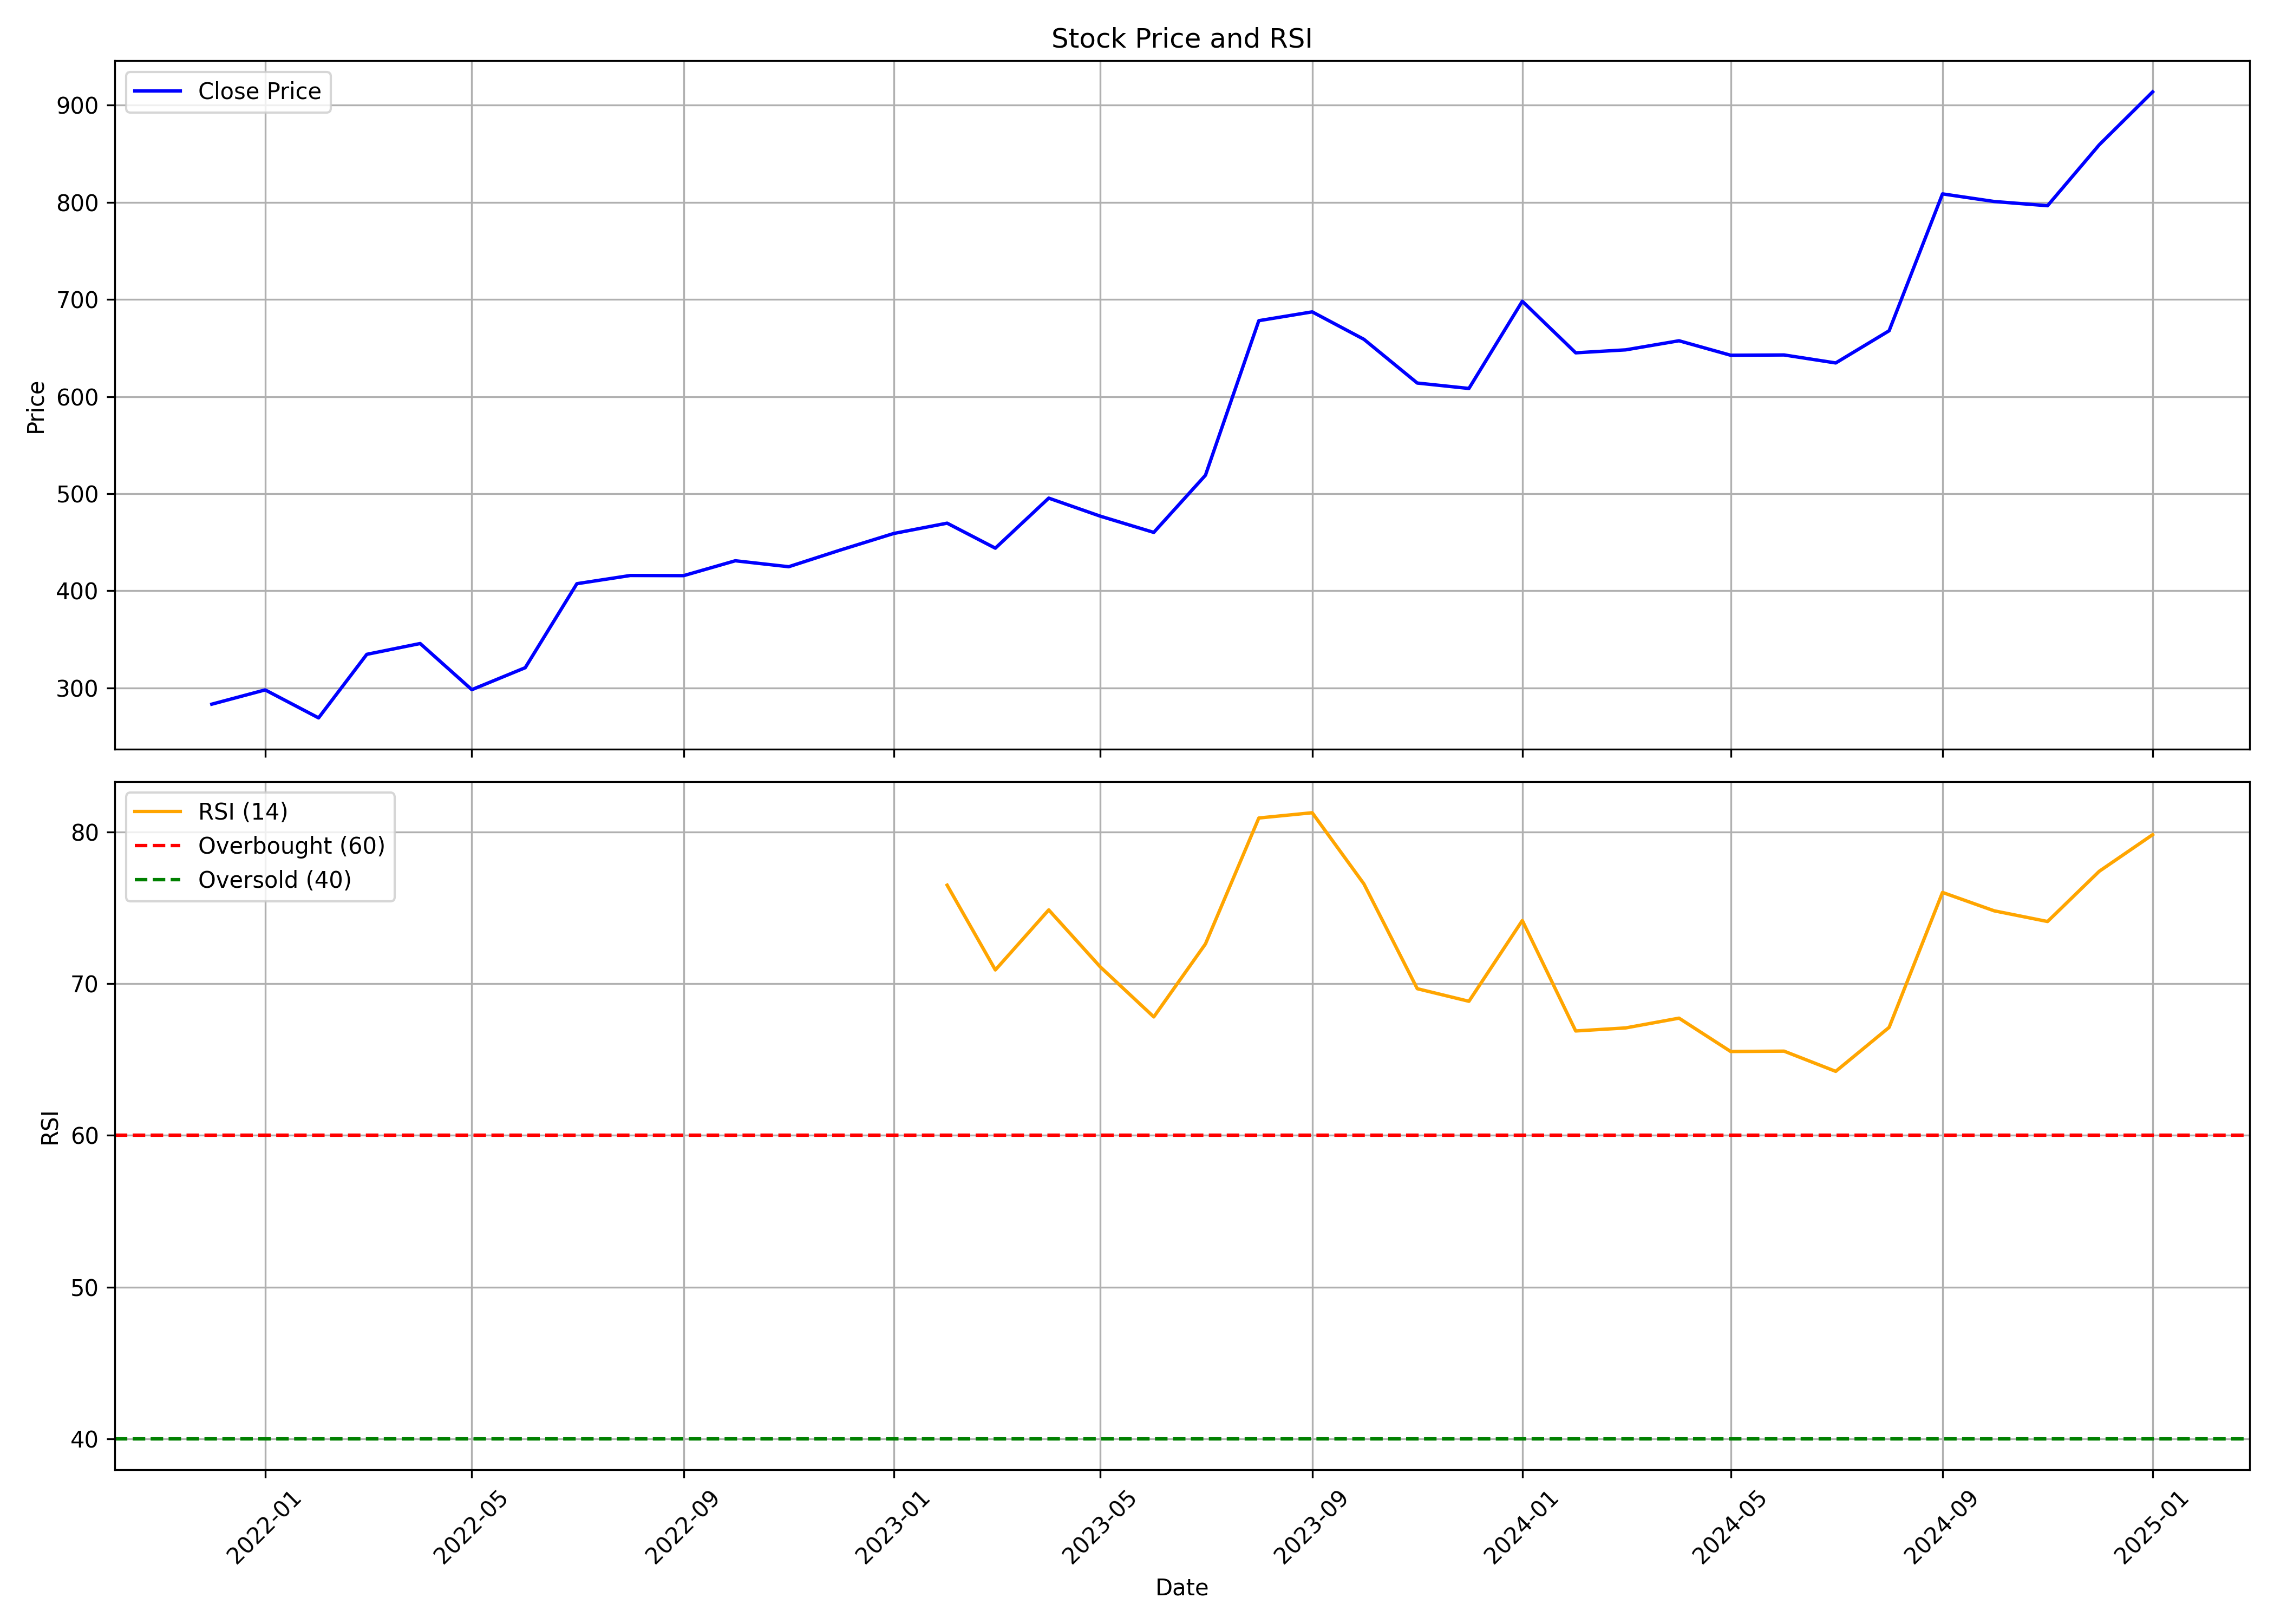 Stock Price and RSI
Close Price
900
800
700
600
500
400
300
Price
RSI (14)
Overbought (60)
Oversold (40)
80
70
60
50
40
RSI
2022-01
2022-05
2022-09
2023-01
2023-05
2023-09
2024-01
2024-05
2024-09
2025-01
Date